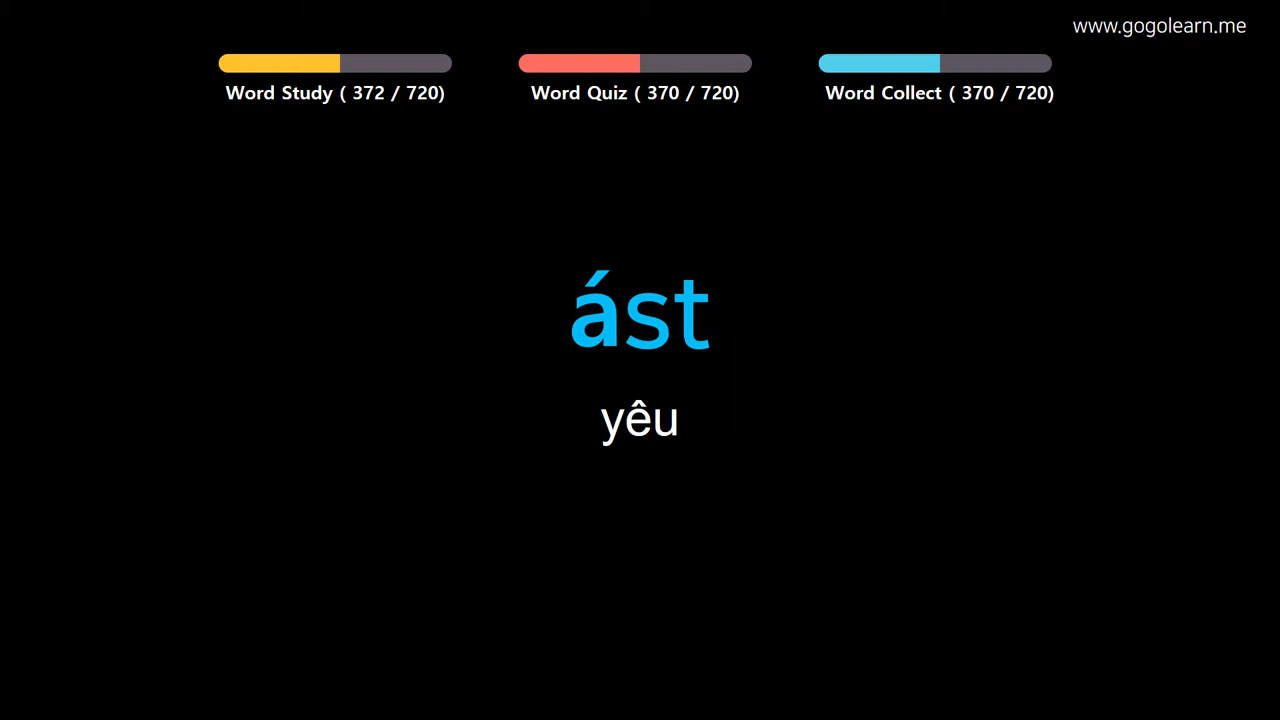 www.gogolearn.me
Word Study ( 372 / 720)
Word Quiz ( 370 / 720)
Word Collect ( 370 / 720)
ást
yêu